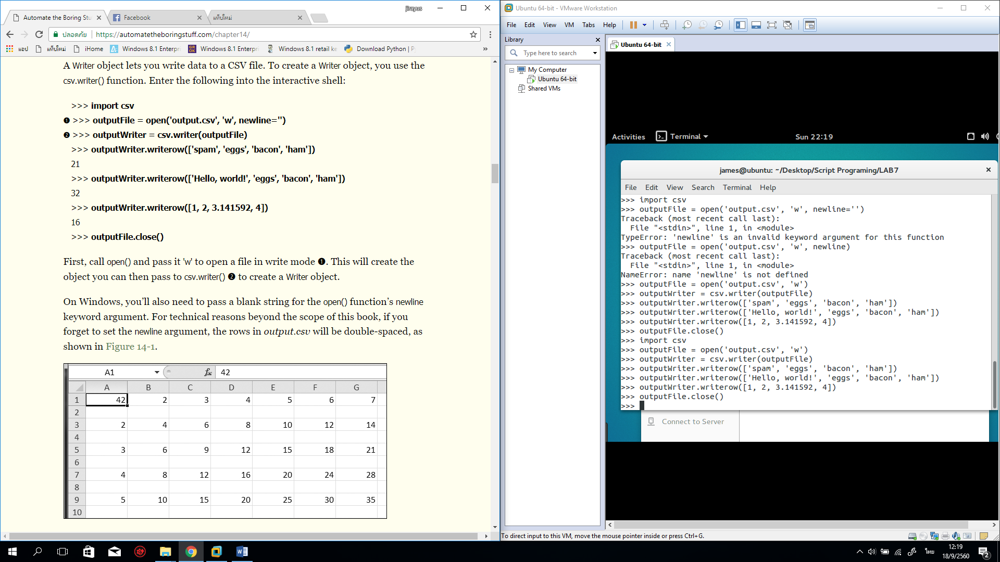 jirayus
Automate the Boring Stu
Facebook
แท็บใหม่
ปลอดภัย
https://automatetheboringstuff.com/chapter14/
แอป
แท็บใหม่
iHome
Windows 8.1 Enterpri
Windows 8.1 Enterpri
Windows 8.1 retail ke
Download Python | P
»
A Writer object lets you write data to a CSV file. To create a Writer object, you use the
csv.writer() function. Enter the following into the interactive shell:
>>> import csv
❶ >>> outputFile = open('output.csv', 'w', newline='')
❷ >>> outputWriter = csv.writer(outputFile)
>>> outputWriter.writerow(['spam', 'eggs', 'bacon', 'ham'])
21
>>> outputWriter.writerow(['Hello, world!', 'eggs', 'bacon', 'ham'])
32
>>> outputWriter.writerow([1, 2, 3.141592, 4])
16
>>> outputFile.close()
First, call open() and pass it 'w' to open a file in write mode ❶. This will create the
object you can then pass to csv.writer() ❷ to create a Writer object.
On Windows, you’ll also need to pass a blank string for the open() function’s newline
keyword argument. For technical reasons beyond the scope of this book, if you
forget to set the newline argument, the rows in output.csv will be double-spaced, as
shown in Figure 14-1.
A1 fx 42
A B C D E F G
1 42 2 3 4 5 6 7
2
3 2 4 6 8 10 12 14
4
5 3 6 9 12 15 18 21
6
7 4 8 12 16 20 24 28
8
9 5 10 15 20 25 30 35
10
Ubuntu 64-bit - VMware Workstation
File Edit View VM Tabs Help
Library
Type here to search
My Computer
Ubuntu 64-bit
Shared VMs
Ubuntu 64-bit
Activities Terminal Sun 22:19
james@ubuntu: ~/Desktop/Script Programing/LAB7
File Edit View Search Terminal Help
>>> import csv
>>> outputFile = open('output.csv', 'w', newline='')
Traceback (most recent call last):
File "<stdin>", line 1, in <module>
TypeError: 'newline' is an invalid keyword argument for this function
>>> outputFile = open('output.csv', 'w', newline)
Traceback (most recent call last):
File "<stdin>", line 1, in <module>
NameError: name 'newline' is not defined
>>> outputFile = open('output.csv', 'w')
>>> outputWriter = csv.writer(outputFile)
>>> outputWriter.writerow(['spam', 'eggs', 'bacon', 'ham'])
>>> outputWriter.writerow(['Hello, world!', 'eggs', 'bacon', 'ham'])
>>> outputWriter.writerow([1, 2, 3.141592, 4])
>>> outputFile.close()
>>> import csv
>>> outputFile = open('output.csv', 'w')
>>> outputWriter = csv.writer(outputFile)
>>> outputWriter.writerow(['spam', 'eggs', 'bacon', 'ham'])
>>> outputWriter.writerow(['Hello, world!', 'eggs', 'bacon', 'ham'])
>>> outputWriter.writerow([1, 2, 3.141592, 4])
>>> outputFile.close()
>>>
Connect to Server
To direct input to this VM, move the mouse pointer inside or press Ctrl+G.
ไทย
12:19
18/9/2560
2